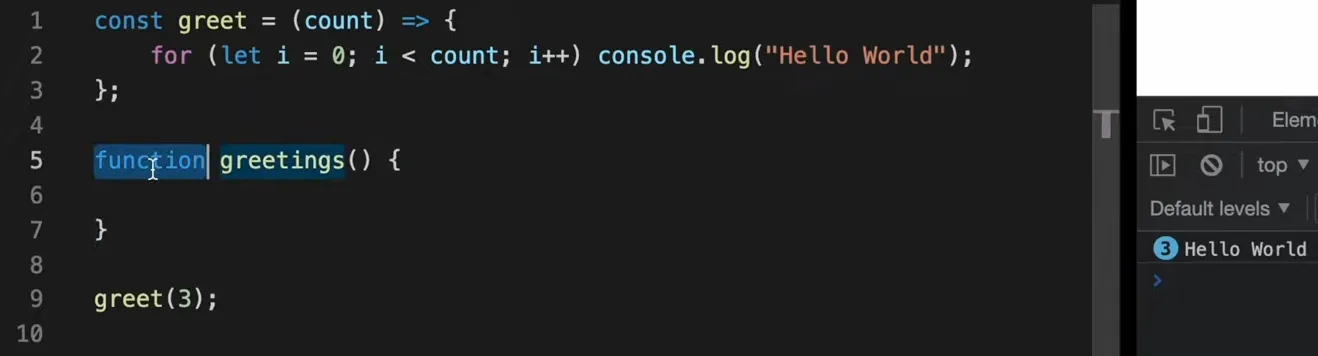 1 const greet = (count) => {
2 for (let i = 0; i < count; i++) console.log("Hello World");
3 };
4
5 function greetings() {
6
7 }
8
9 greet(3);
10
top ▼
Default levels ▼
3 Hello World
>